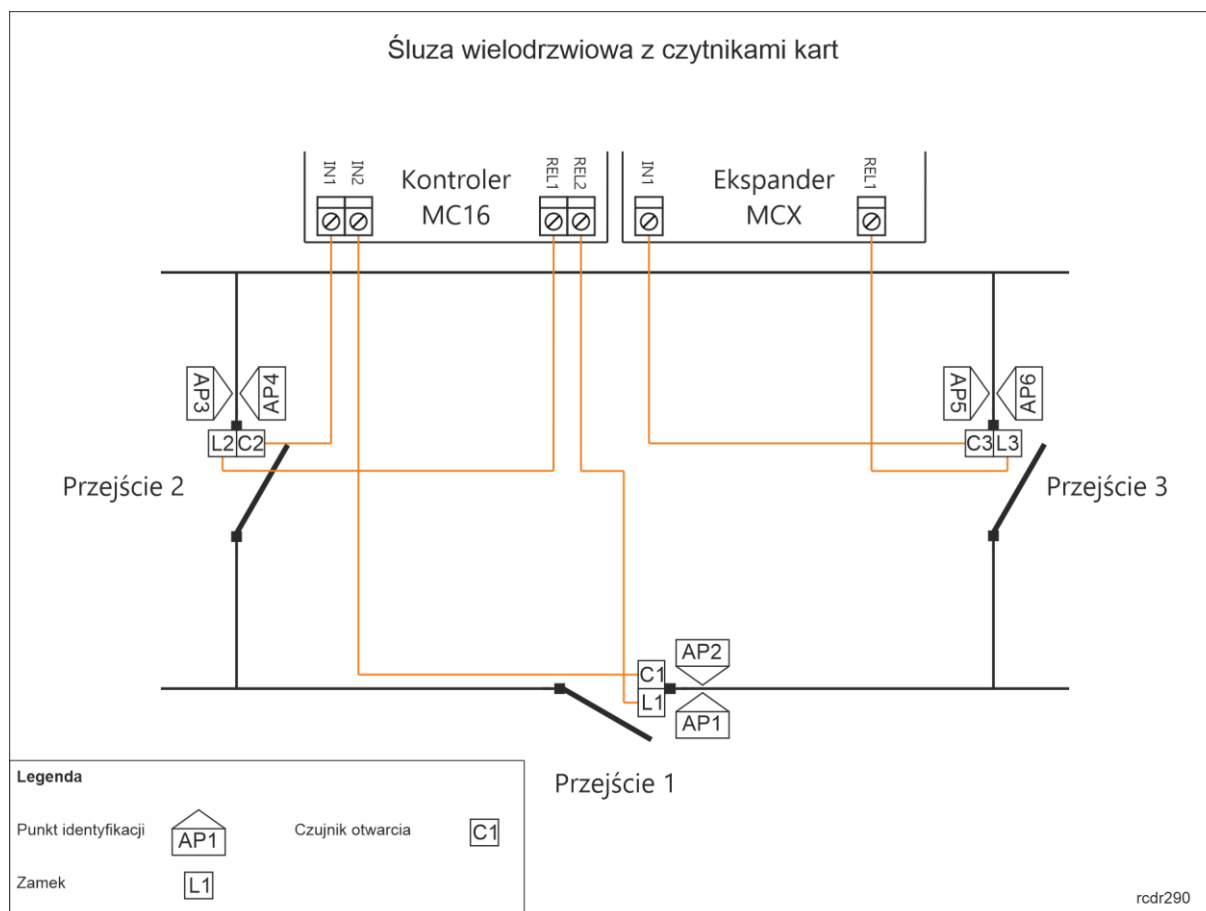 Śluza wielodrzwiowa z czytnikami kart
IN1
IN2
Kontroler
MC16
REL1
REL2
IN1
Ekspander
MCX
REL1
AP3
AP4
L2
C2
Przejście 2
AP5
AP6
C3
L3
Przejście 3
C1
L1
AP2
AP1
Przejście 1
Legenda
Punkt identyfikacji
AP1
Czujnik otwarcia
C1
Zamek
L1
rcdr290